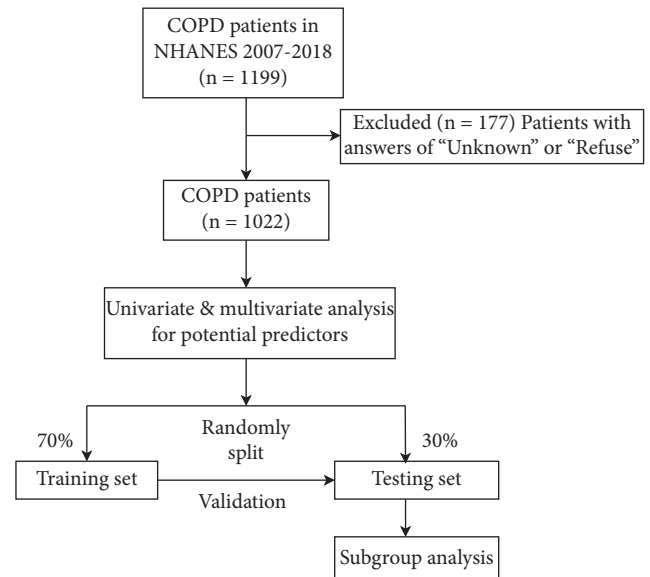 COPD patients in
NHANES 2007-2018
(n = 1199)
Excluded (n = 177) Patients with
answers of “Unknown” or “Refuse”
COPD patients
(n = 1022)
Univariate & multivariate analysis
for potential predictors
70%
Randomly
split
30%
Training set
Validation
Testing set
Subgroup analysis